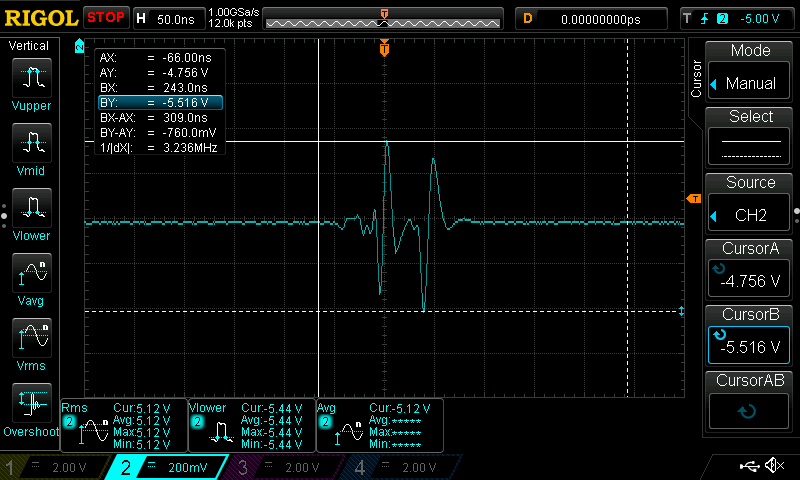 RIGOL STOP H 50.0ns 1.00GSa/s 12.0k pts T D 0.00000000ps T 2 -5.00 V
Vertical 2 T
Vupper
Vmid
Vlower
n
Vavg
n
Vrms
Overshoot
AX: = -66.00ns
AY: = -4.756 V
BX: = 243.0ns
BY: = -5.516 V
BX-AX: = 309.0ns
BY-AY: = -760.0mV
1/|dX|: = 3.236MHz
T
Cursor
Mode
Manual
Select
Source
CH2
CursorA
-4.756 V
CursorB
-5.516 V
CursorAB
Rms 2 n
Cur:5.12 V
Avg:5.12 V
Max:5.12 V
Min:5.12 V
Vlower 2
Cur:-5.44 V
Avg:-5.44 V
Max:-5.44 V
Min:-5.44 V
Avg 2 n
Cur:-5.12 V
Avg:*****
Max:*****
Min:*****
1 2.00 V 2 200mV 3 2.00 V 4 2.00 V